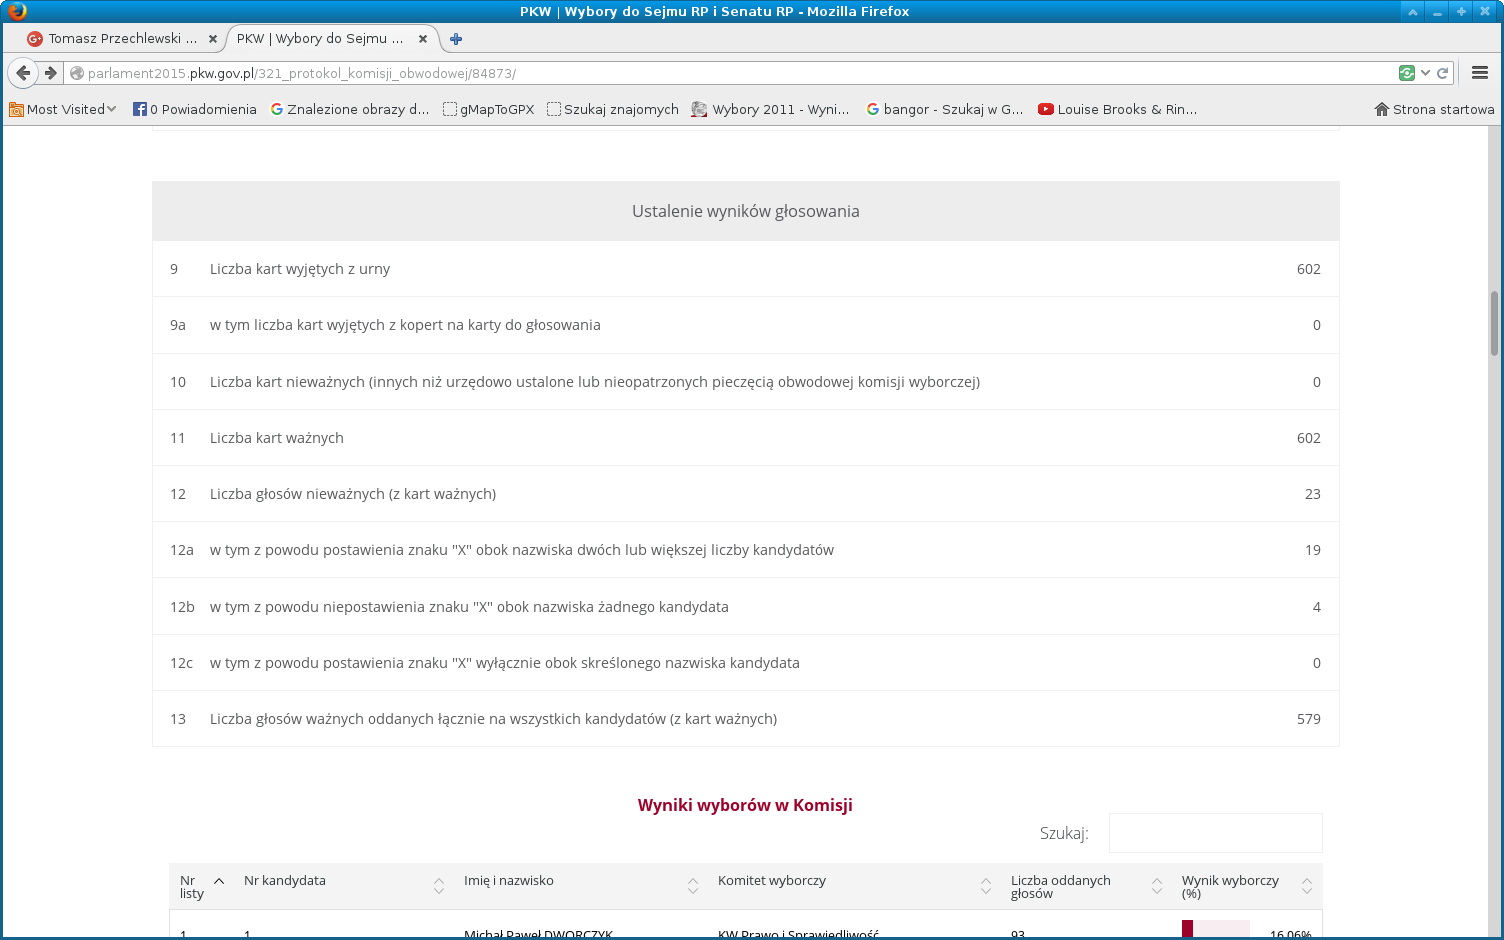 PKW | Wybory do Sejmu RP i Senatu RP - Mozilla Firefox
Tomasz Przechlewski ...
PKW | Wybory do Sejmu ...
parlament2015.pkw.gov.pl/321_protokol_komisji_obwodowej/84873/
Most Visited 0 Powiadomienia Znalezione obrazy d... gMapToGPX Szukaj znajomych Wybory 2011 - Wyni... bangor - Szukaj w G... Louise Brooks & Rin... Strona startowa
Ustalenie wyników głosowania
9 Liczba kart wyjętych z urny 602
9a w tym liczba kart wyjętych z kopert na karty do głosowania 0
10 Liczba kart nieważnych (innych niż urzędowo ustalone lub nieopatrzonych pieczęcią obwodowej komisji wyborczej) 0
11 Liczba kart ważnych 602
12 Liczba głosów nieważnych (z kart ważnych) 23
12a w tym z powodu postawienia znaku "X" obok nazwiska dwóch lub większej liczby kandydatów 19
12b w tym z powodu niepostawienia znaku "X" obok nazwiska żadnego kandydata 4
12c w tym z powodu postawienia znaku "X" wyłącznie obok skreślonego nazwiska kandydata 0
13 Liczba głosów ważnych oddanych łącznie na wszystkich kandydatów (z kart ważnych) 579
Wyniki wyborów w Komisji
Szukaj:
Nr listy Nr kandydata Imię i nazwisko Komitet wyborczy Liczba oddanych głosów Wynik wyborczy (%)
1 1 Michał Paweł DWORCZYK KW Prawo i Sprawiedliwość 93 16.06%